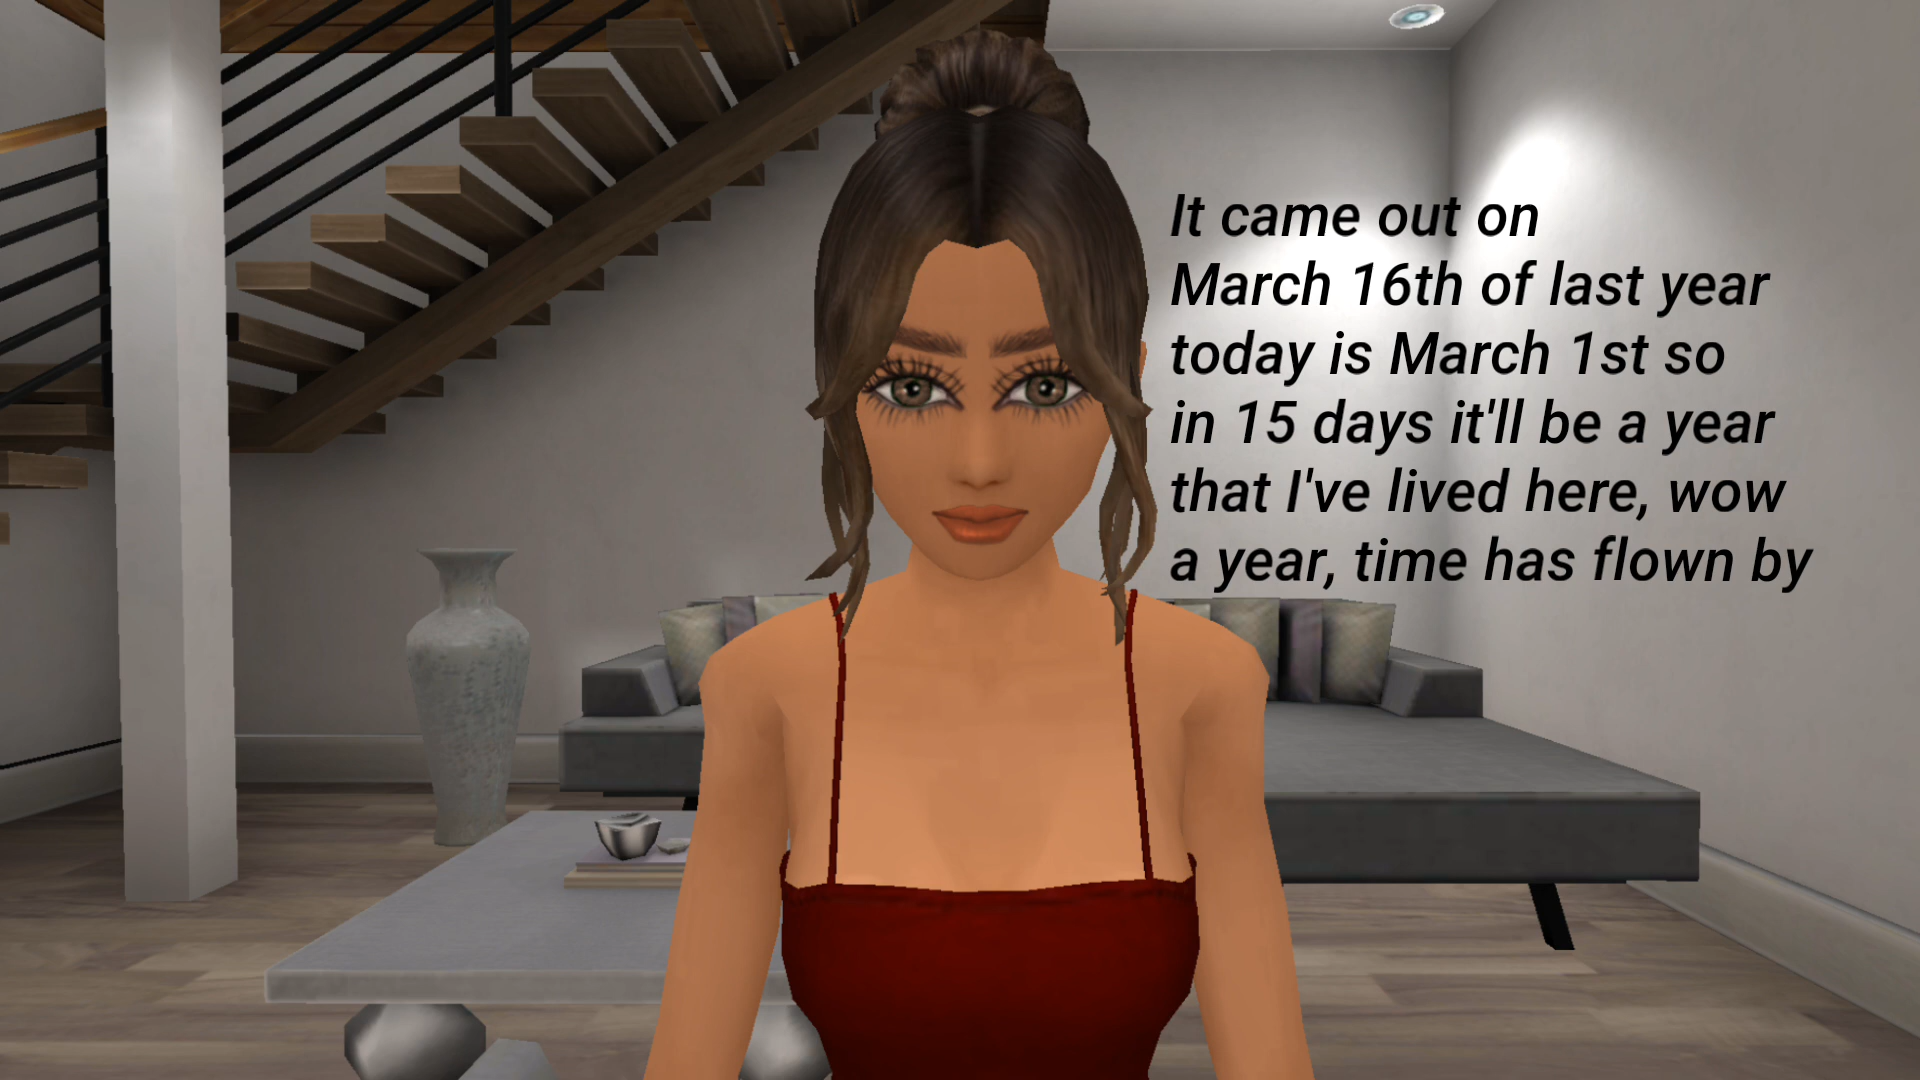 It came out on
March 16th of last year
today is March 1st so
in 15 days it'll be a year
that I've lived here, wow
a year, time has flown by